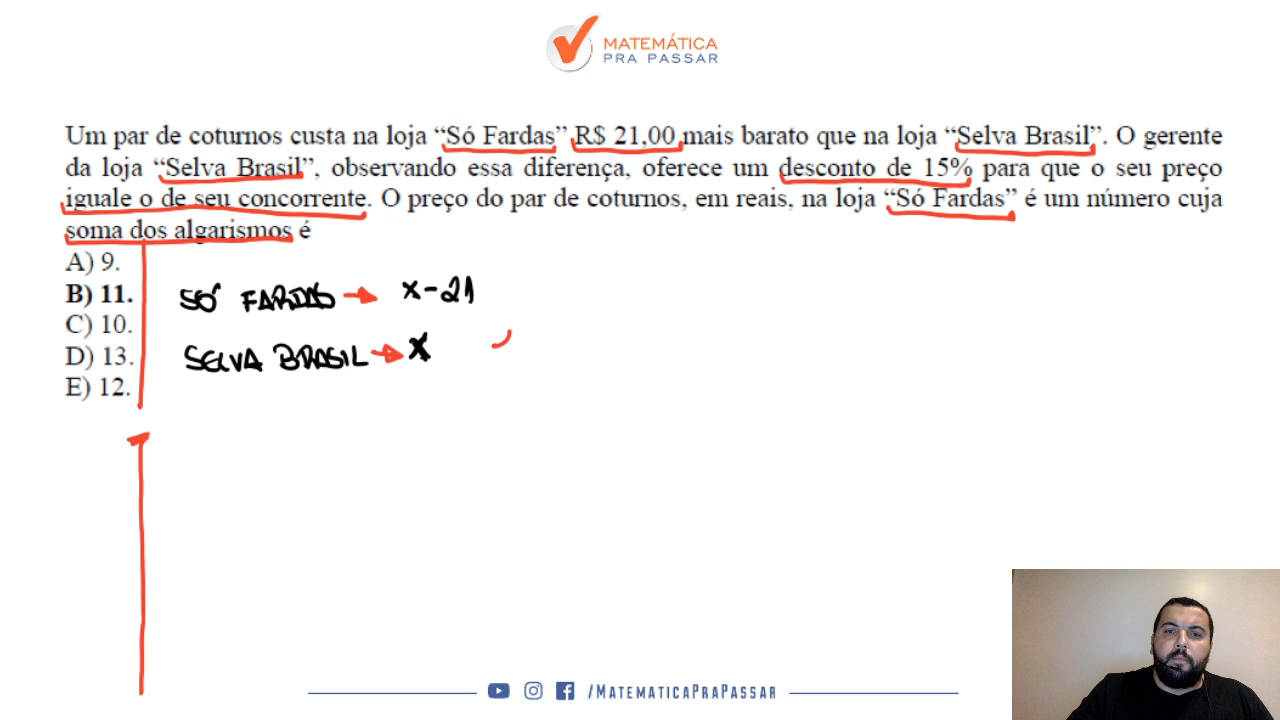 MATEMÁTICA
PRA PASSAR
Um par de coturnos custa na loja “Só Fardas” R$ 21,00 mais barato que na loja “Selva Brasil”. O gerente
da loja “Selva Brasil”, observando essa diferença, oferece um desconto de 15% para que o seu preço
iguale o de seu concorrente. O preço do par de coturnos, em reais, na loja “Só Fardas” é um número cuja
soma dos algarismos é
A) 9.
B) 11.
C) 10.
D) 13.
E) 12.
SÓ FARDAS → x-21
SELVA BRASIL → x
/MATEMATICAPRAPASSAR